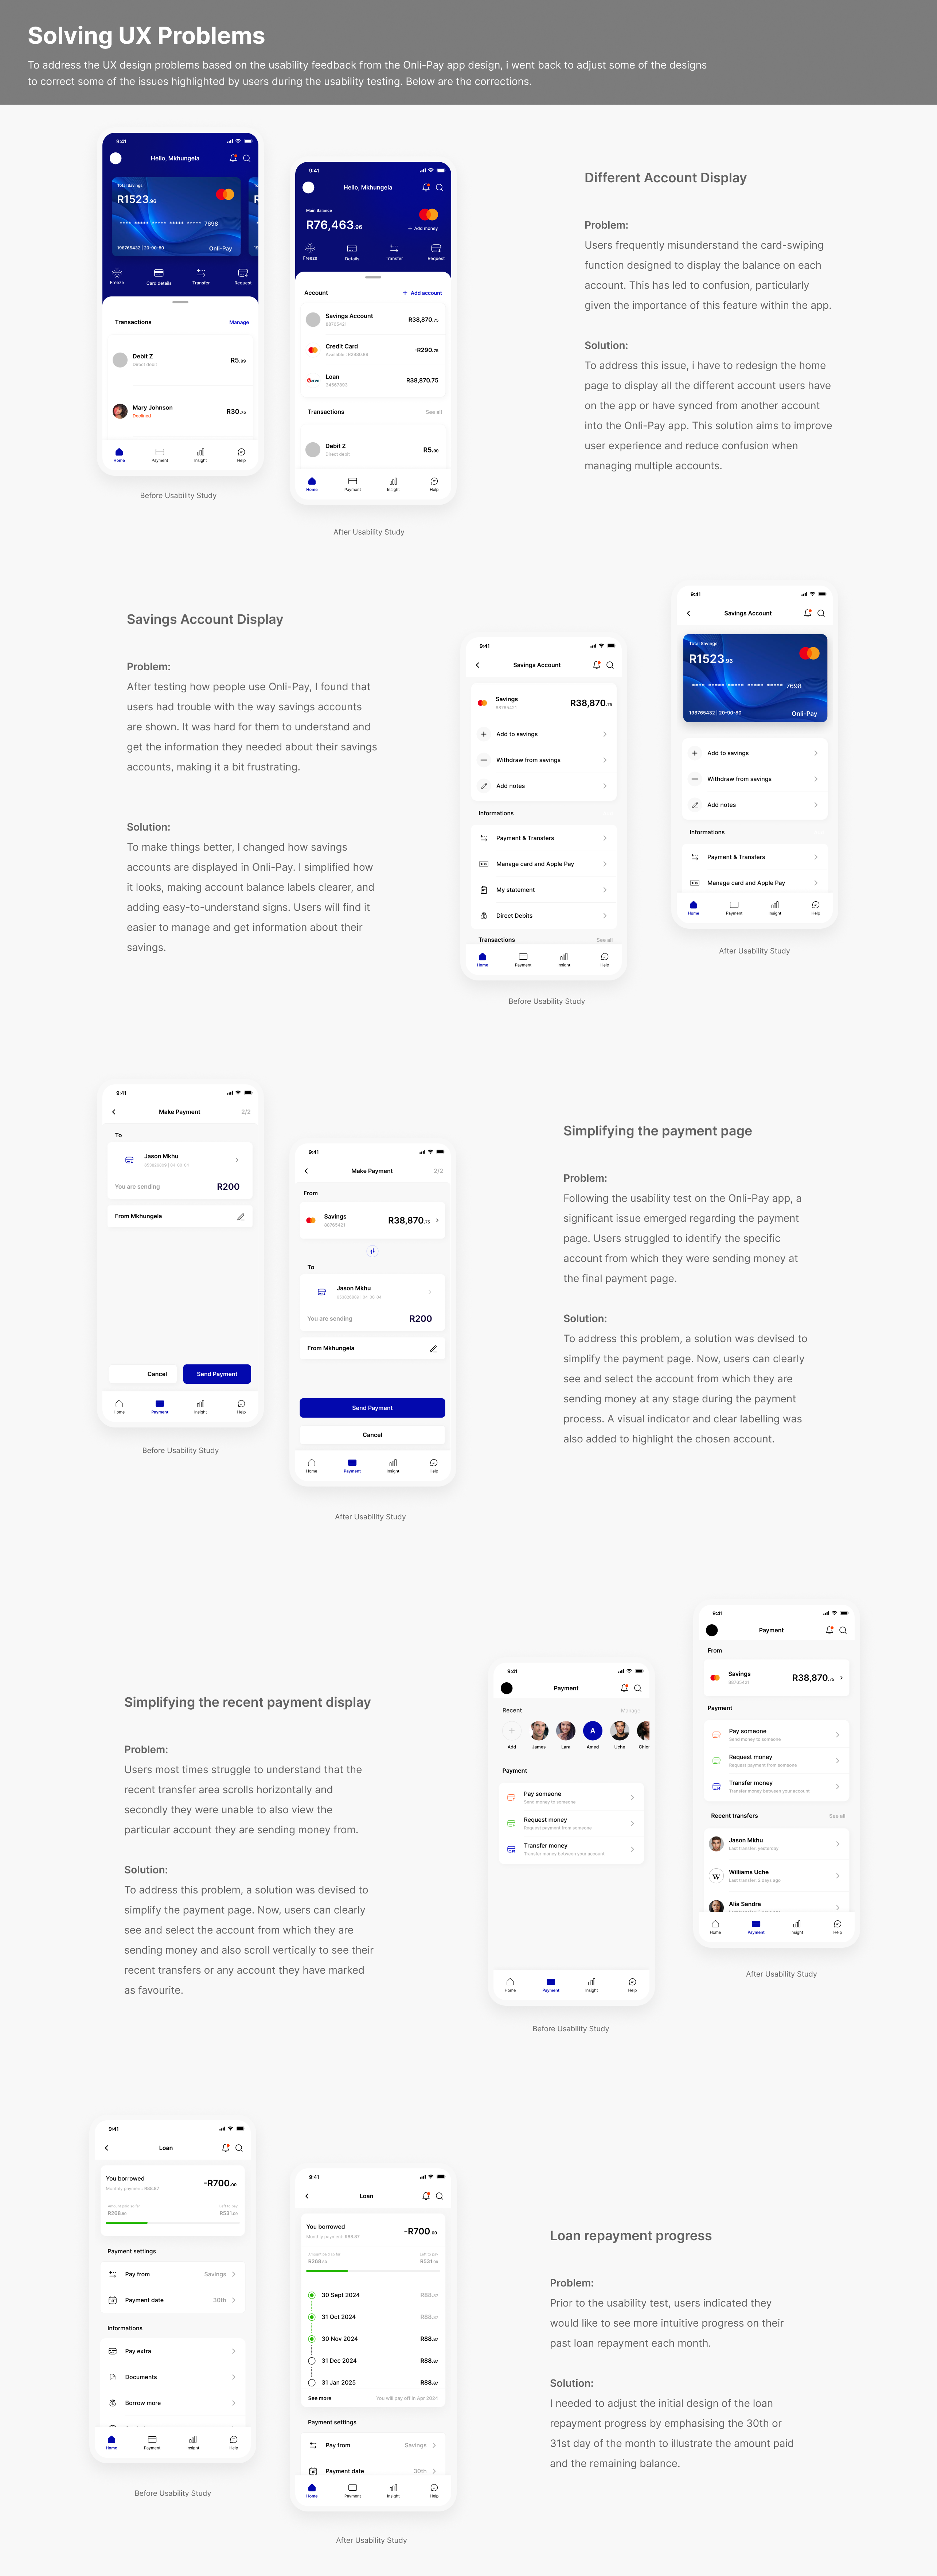 Solving UX Problems
To address the UX design problems based on the usability feedback from the Onli-Pay app design, i went back to adjust some of the designs
to correct some of the issues highlighted by users during the usability testing. Below are the corrections.
9:41
Hello, Mkhungela
Total Savings
R1523.96
**** ***** ***** ***** 7698
198765432 | 20-90-80
Onli-Pay
Freeze
Card details
Transfer
Request
Transactions
Manage
Debit Z
Direct debit
R5.99
Mary Johnson
Declined
R30.75
Home
Payment
Insight
Help
Before Usability Study
9:41
Hello, Mkhungela
Main Balance
R76,463.96
+ Add money
Freeze
Details
Transfer
Request
Account
+ Add account
Savings Account
88765421
R38,870.75
Credit Card
-R290.75
Loan
34567893
R38,870.75
Transactions
See all
Debit Z
Direct debit
R5.99
Home
Payment
Insight
Help
After Usability Study
Different Account Display
Problem:
Users frequently misunderstand the card-swiping
function designed to display the balance on each
account. This has led to confusion, particularly
given the importance of this feature within the app.
Solution:
To address this issue, i have to redesign the home
page to display all the different account users have
on the app or have synced from another account
into the Onli-Pay app. This solution aims to improve
user experience and reduce confusion when
managing multiple accounts.
Savings Account Display
Problem:
After testing how people use Onli-Pay, I found that
users had trouble with the way savings accounts
are shown. It was hard for them to understand and
get the information they needed about their savings
accounts, making it a bit frustrating.
Solution:
To make things better, I changed how savings
accounts are displayed in Onli-Pay. I simplified how
it looks, making account balance labels clearer, and
adding easy-to-understand signs. Users will find it
easier to manage and get information about their
savings.
9:41
Savings Account
Savings
88765421
R38,870.75
Add to savings
Withdraw from savings
Add notes
Informations
Payment & Transfers
Manage card and Apple Pay
My statement
Direct Debits
Transactions
See all
Home
Payment
Insight
Help
Before Usability Study
9:41
Savings Account
Total Savings
R1523.96
**** ***** ***** ***** ***** 7698
198765432 | 20-90-80
Onli-Pay
Add to savings
Withdraw from savings
Add notes
Informations
Payment & Transfers
Manage card and Apple Pay
Home
Payment
Insight
Help
After Usability Study
9:41
Make Payment
2/2
To
Jason Mkhu
You are sending
R200
From Mkhungela
Cancel
Send Payment
Home
Payment
Insight
Help
Before Usability Study
9:41
Make Payment
2/2
From
Savings
88765421
R38,870.75
To
Jason Mkhu
You are sending
R200
From Mkhungela
Send Payment
Cancel
Home
Payment
Insight
Help
After Usability Study
Simplifying the payment page
Problem:
Following the usability test on the Onli-Pay app, a
significant issue emerged regarding the payment
page. Users struggled to identify the specific
account from which they were sending money at
the final payment page.
Solution:
To address this problem, a solution was devised to
simplify the payment page. Now, users can clearly
see and select the account from which they are
sending money at any stage during the payment
process. A visual indicator and clear labelling was
also added to highlight the chosen account.
Simplifying the recent payment display
Problem:
Users most times struggle to understand that the
recent transfer area scrolls horizontally and
secondly they were unable to also view the
particular account they are sending money from.
Solution:
To address this problem, a solution was devised to
simplify the payment page. Now, users can clearly
see and select the account from which they are
sending money and also scroll vertically to see their
recent transfers or any account they have marked
as favourite.
9:41
Payment
Recent
Manage
A
Add
James
Lara
Amed
Uche
Chlo
Payment
Pay someone
Send money to someone
Request money
Request payment from someone
Transfer money
Transfer money between your account
Home
Payment
Insight
Help
Before Usability Study
9:41
Payment
From
Savings
88765421
R38,870.75
Payment
Pay someone
Send money to someone
Request money
Request payment from someone
Transfer money
Transfer money between your account
Recent transfers
See all
Jason Mkhu
Last transfer: yesterday
W
Williams Uche
Last transfer: 2 days ago
Alia Sandra
Home
Payment
Insight
Help
After Usability Study
9:41
Loan
You borrowed
Monthly payment R88.87
-R700.00
Amount paid so far
Left to pay
Payment settings
Pay from
Savings
Payment date
30th
Informations
Pay extra
Documents
Borrow more
Home
Payment
Insight
Help
Before Usability Study
9:41
Loan
You borrowed
Monthly payment R88.87
-R700.00
Amount paid so far
Left to pay
30 Sept 2024
R88.87
31 Oct 2024
R88.87
30 Nov 2024
R88.87
31 Dec 2024
R88.87
31 Jan 2025
R88.87
See more
You will pay off in Apr 2024
Payment settings
Pay from
Savings
Payment date
30th
Home
Payment
Insight
Help
After Usability Study
Loan repayment progress
Problem:
Prior to the usability test, users indicated they
would like to see more intuitive progress on their
past loan repayment each month.
Solution:
I needed to adjust the initial design of the loan
repayment progress by emphasising the 30th or
31st day of the month to illustrate the amount paid
and the remaining balance.